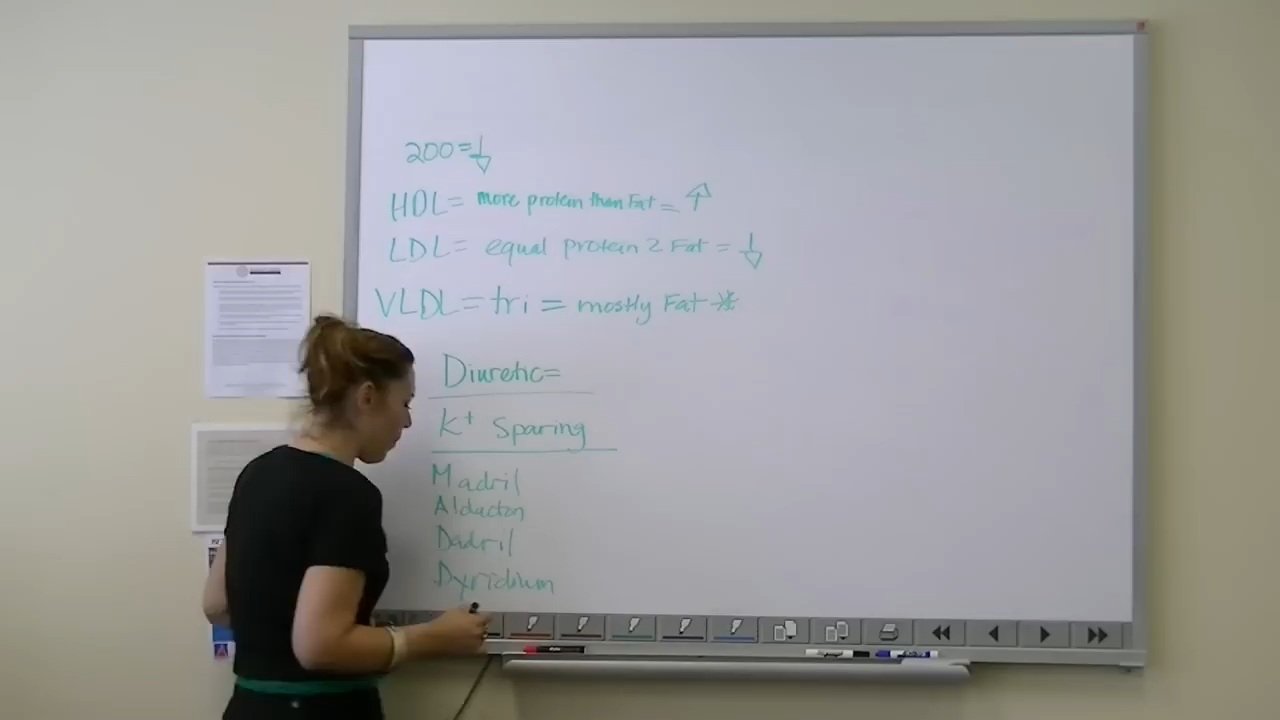 200=↓
HDL= more protein than Fat = ↑
LDL= equal protein 2 Fat = ↓
VLDL= tri = mostly Fat *
Diuretic=
K+ Sparing
Madril
Aldacton
Dadril
Dyridium